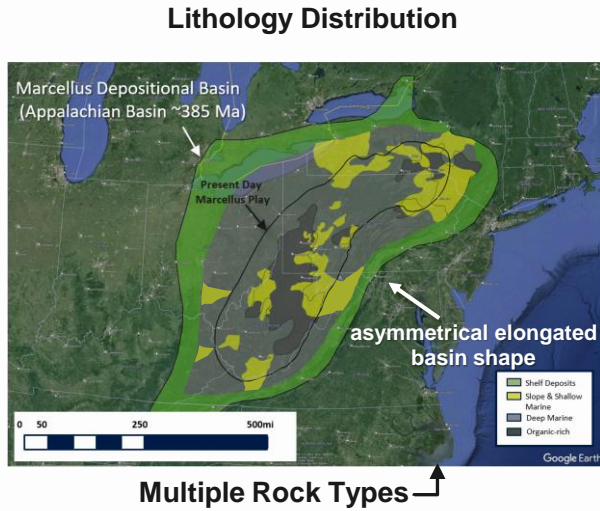 Lithology Distribution
Marcellus Depositional Basin
(Appalachian Basin ~385 Ma)
Present Day
Marcellus Play
asymmetrical elongated
basin shape
Shelf Deposits
Slope & Shallow
Marine
Deep Marine
Organic-rich
0 50 250 500mi
Google Earth
Multiple Rock Types